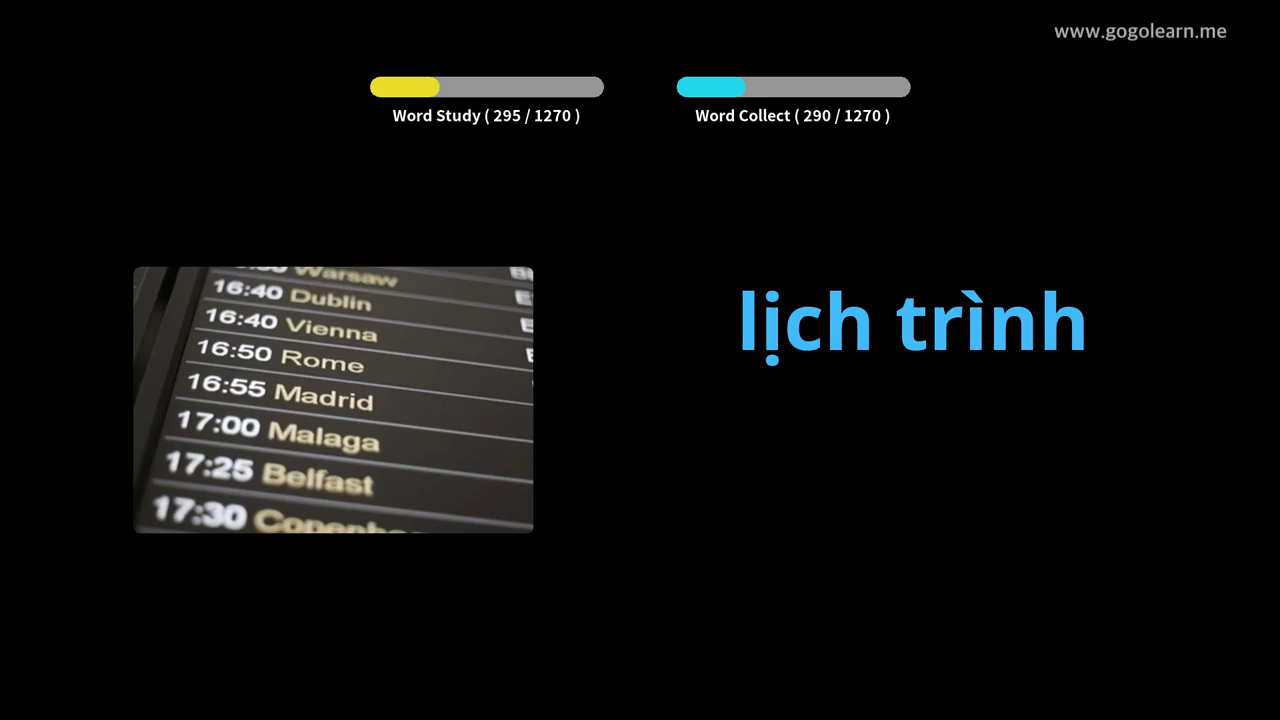 www.gogolearn.me
Word Study ( 295 / 1270 )
Word Collect ( 290 / 1270 )
Warsaw
16:40 Dublin
16:40 Vienna
16:50 Rome
16:55 Madrid
17:00 Malaga
17:25 Belfast
17:30
lịch trình